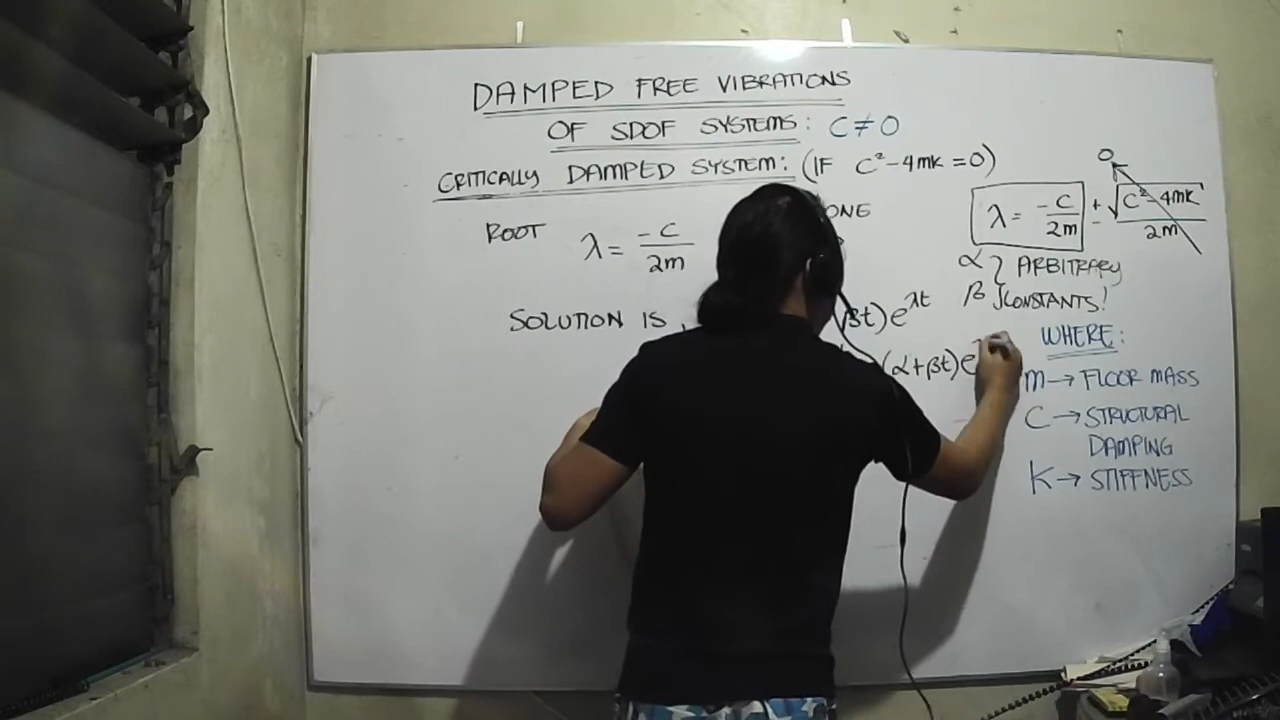 DAMPED FREE VIBRATIONS
OF SDOF SYSTEMS: C≠0
CRITICALLY DAMPED SYSTEM: (IF C²-4mk=0)
ROOT λ = -C/2m
ONE
λ = -C/2m ± √(C²-4mk)/2m
0
α } ARBITRARY
β } CONSTANTS!
SOLUTION IS,
βt)e^λt
(α+βt)e
WHERE:
m → FLOOR MASS
C → STRUCTURAL
DAMPING
K → STIFFNESS